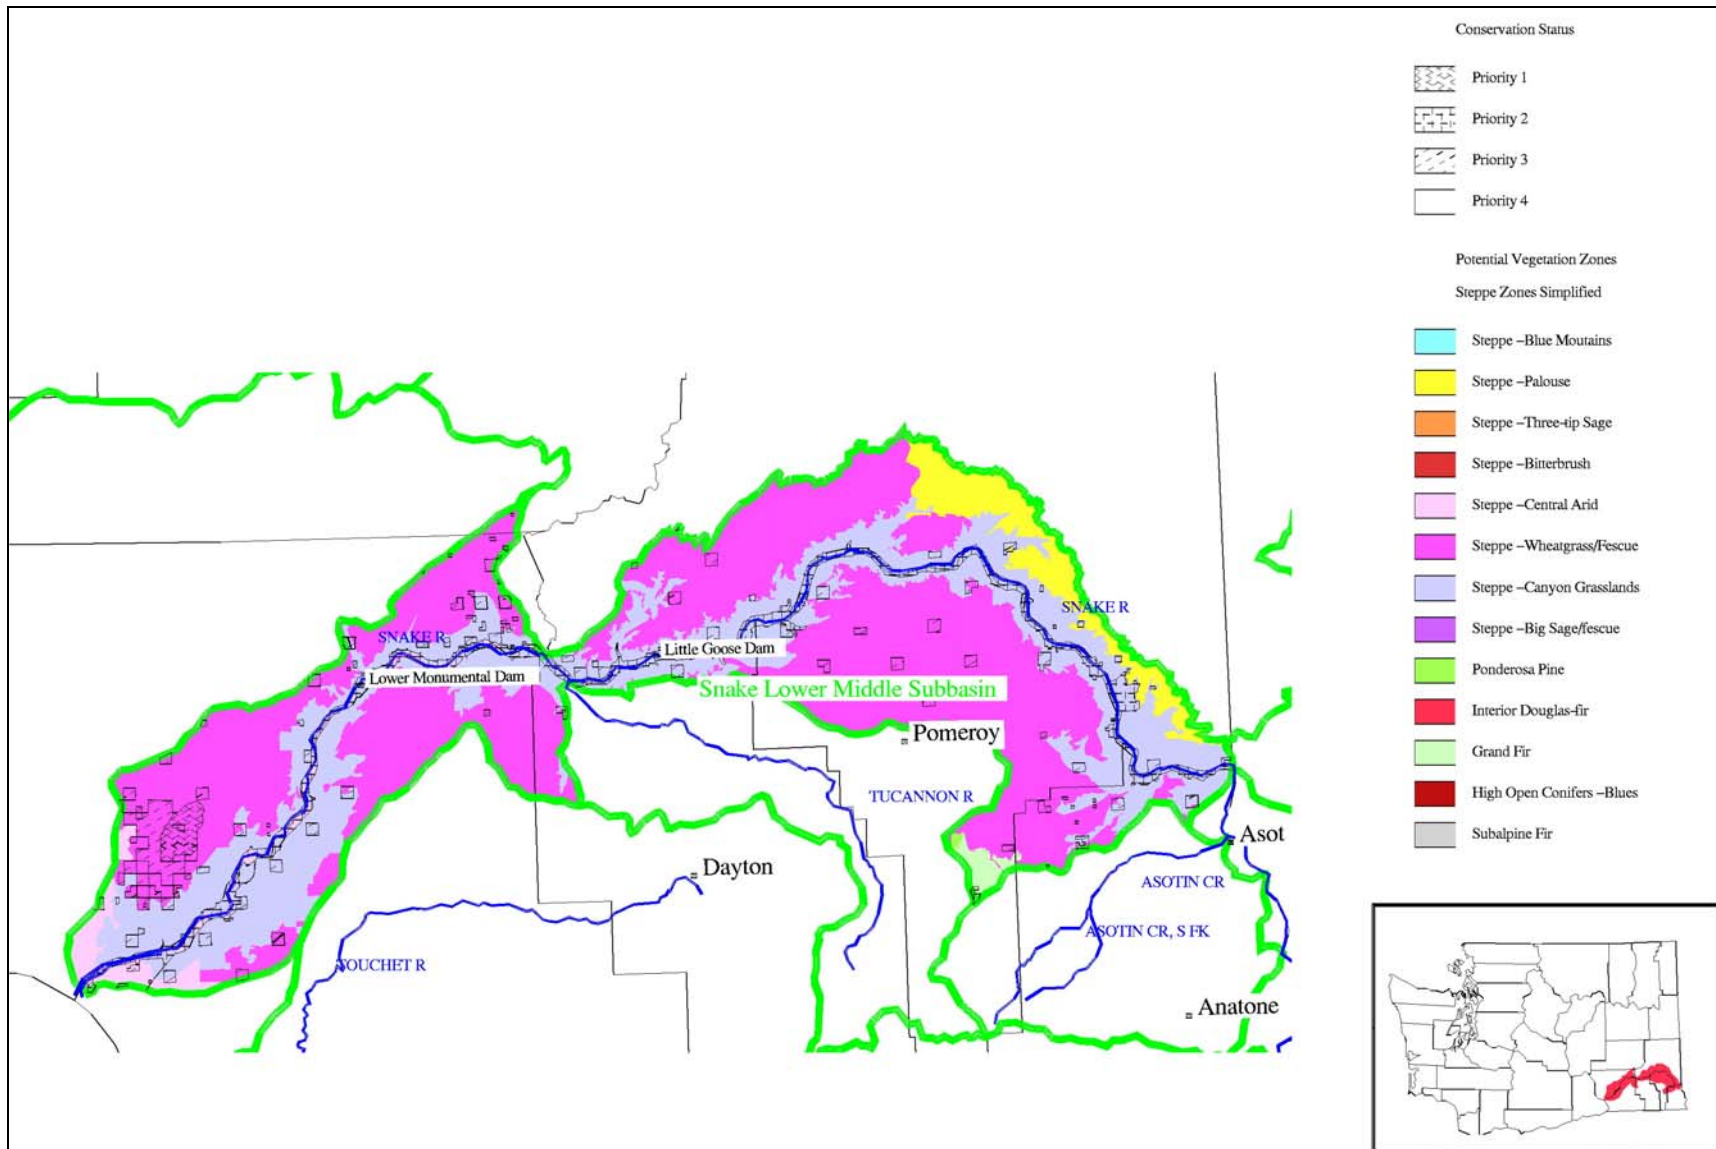 Conservation Status
Priority 1
Priority 2
Priority 3
Priority 4
Potential Vegetation Zones
Steppe Zones Simplified
Steppe –Blue Moutains
Steppe –Palouse
Steppe –Three-tip Sage
Steppe –Bitterbrush
Steppe –Central Arid
Steppe –Wheatgrass/Fescue
Steppe –Canyon Grasslands
Steppe –Big Sage/fescue
Ponderosa Pine
Interior Douglas-fir
Grand Fir
High Open Conifers –Blues
Subalpine Fir
SNAKE R
SNAKE R
Little Goose Dam
Lower Monumental Dam
Snake Lower Middle Subbasin
Pomeroy
TUCANNON R
Asot
Dayton
ASOTIN CR
ASOTIN CR, S FK
TOUCHET R
Anatone